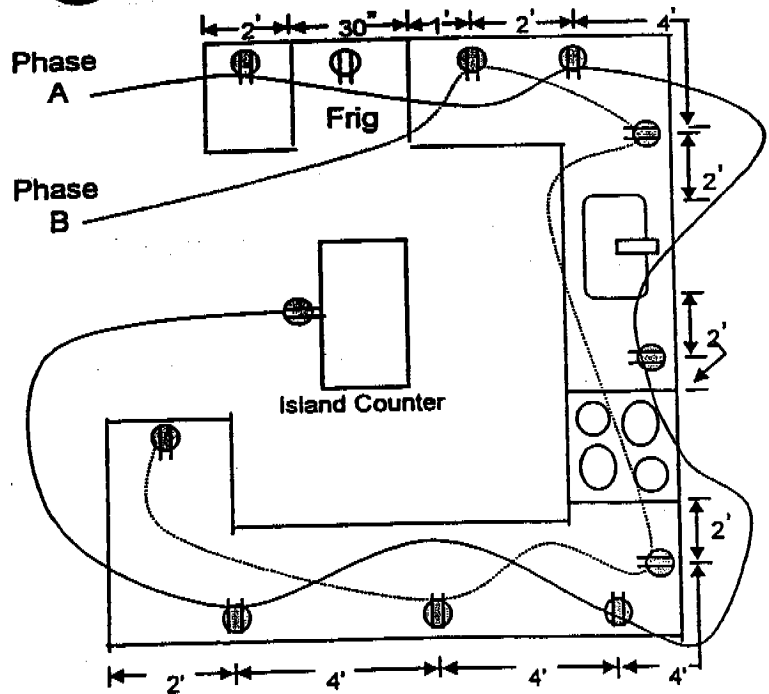 2' 30" 1' 2' 4'
Phase
A
Frig
Phase
B
2'
2'
Island Counter
2'
2' 4' 4' 4'